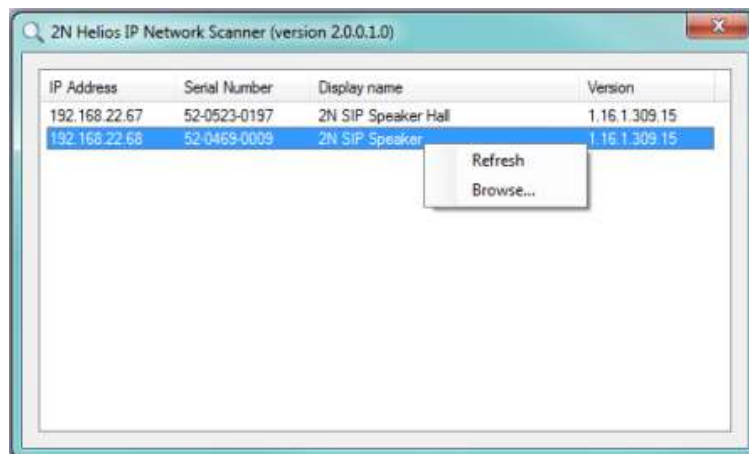 2N Helios IP Network Scanner (version 2.0.0.1.0)
IP Address Serial Number Display name Version
192.168.22.67 52-0523-0197 2N SIP Speaker Hall 1.16.1.309.15
192.168.22.68 52-0469-0009 2N SIP Speaker 1.16.1.309.15
Refresh
Browse...